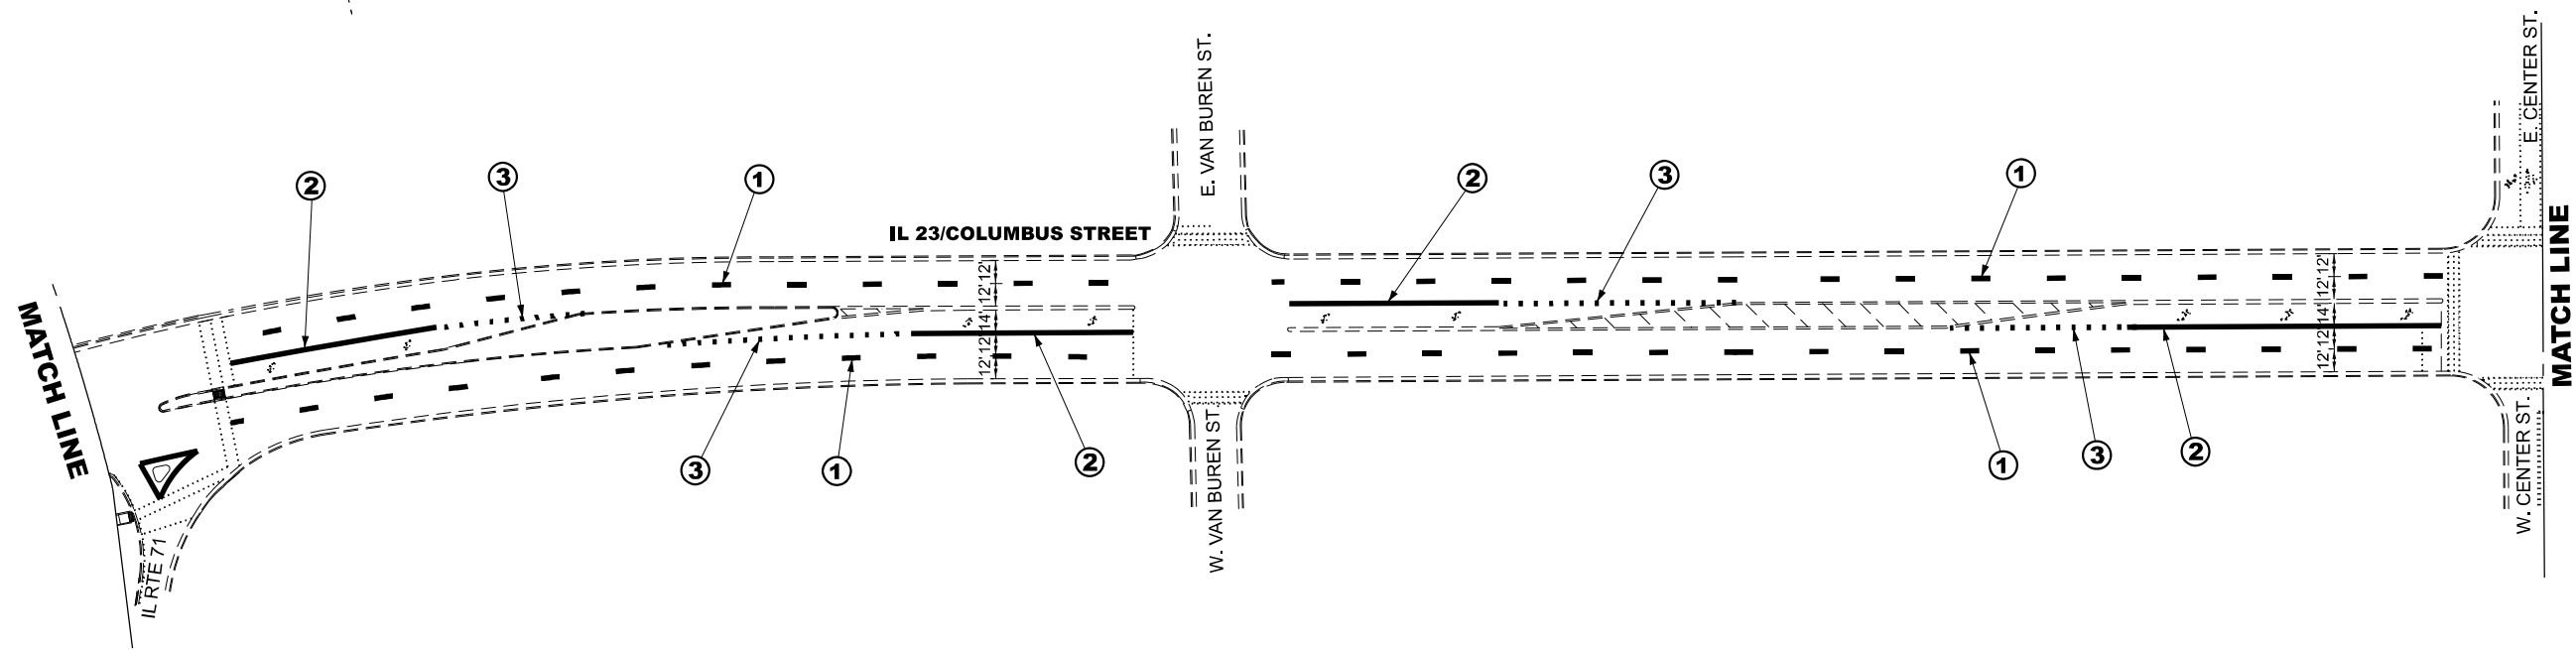 E. VAN BUREN ST.
E. CENTER ST.
2
3
1
2
3
1
IL 23/COLUMBUS STREET
MATCH LINE
MATCH LINE
12'
12'
14'
12'
12'
12'
12'
14'
12'
12'
3
1
2
1
3
2
W. VAN BUREN ST.
W. CENTER ST.
IL RTE 71